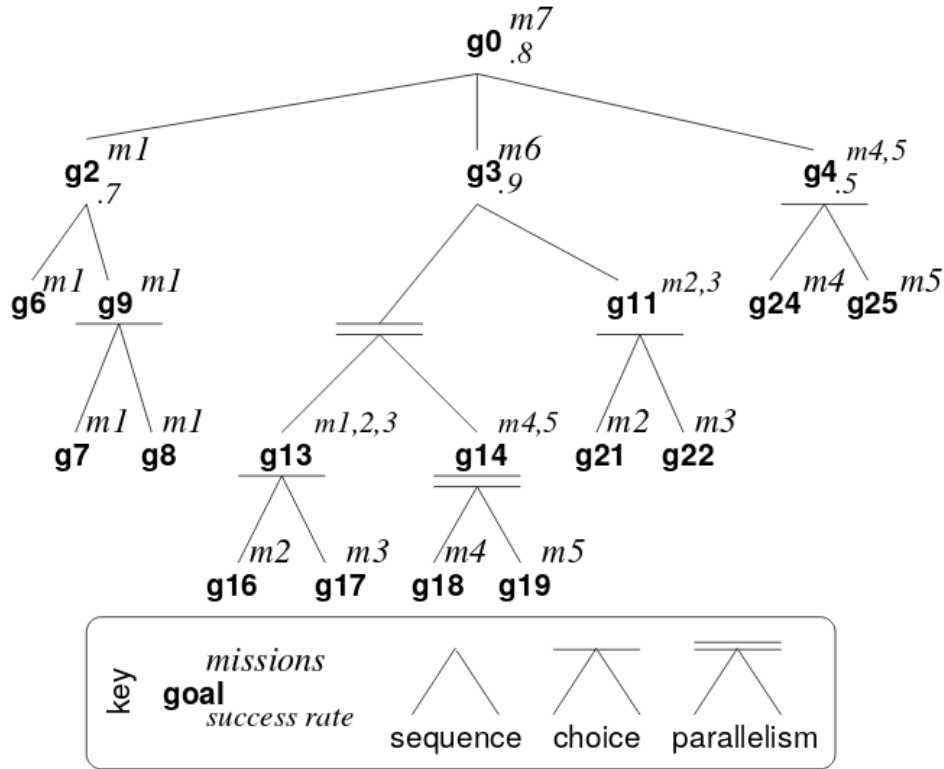 g0 m7 .8
g2 m1 .7
g3 m6 .9
g4 m4,5 .5
g6 m1
g9 m1
g11 m2,3
g24 m4
g25 m5
g7 m1
g8 m1
g13 m1,2,3
g14 m4,5
g21 m2
g22 m3
g16 m2
g17 m3
g18 m4
g19 m5
key
missions
goal
success rate
sequence
choice
parallelism